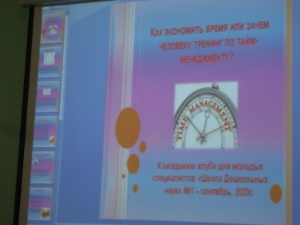 Как экономить время или зачем
человеку тренинг по тайм-
менеджменту?
TIME MANAGEMENT
К заседанию клуба для молодых
специалистов «Школа Дошкольных
наук» №1 – сентябрь, 2020г.